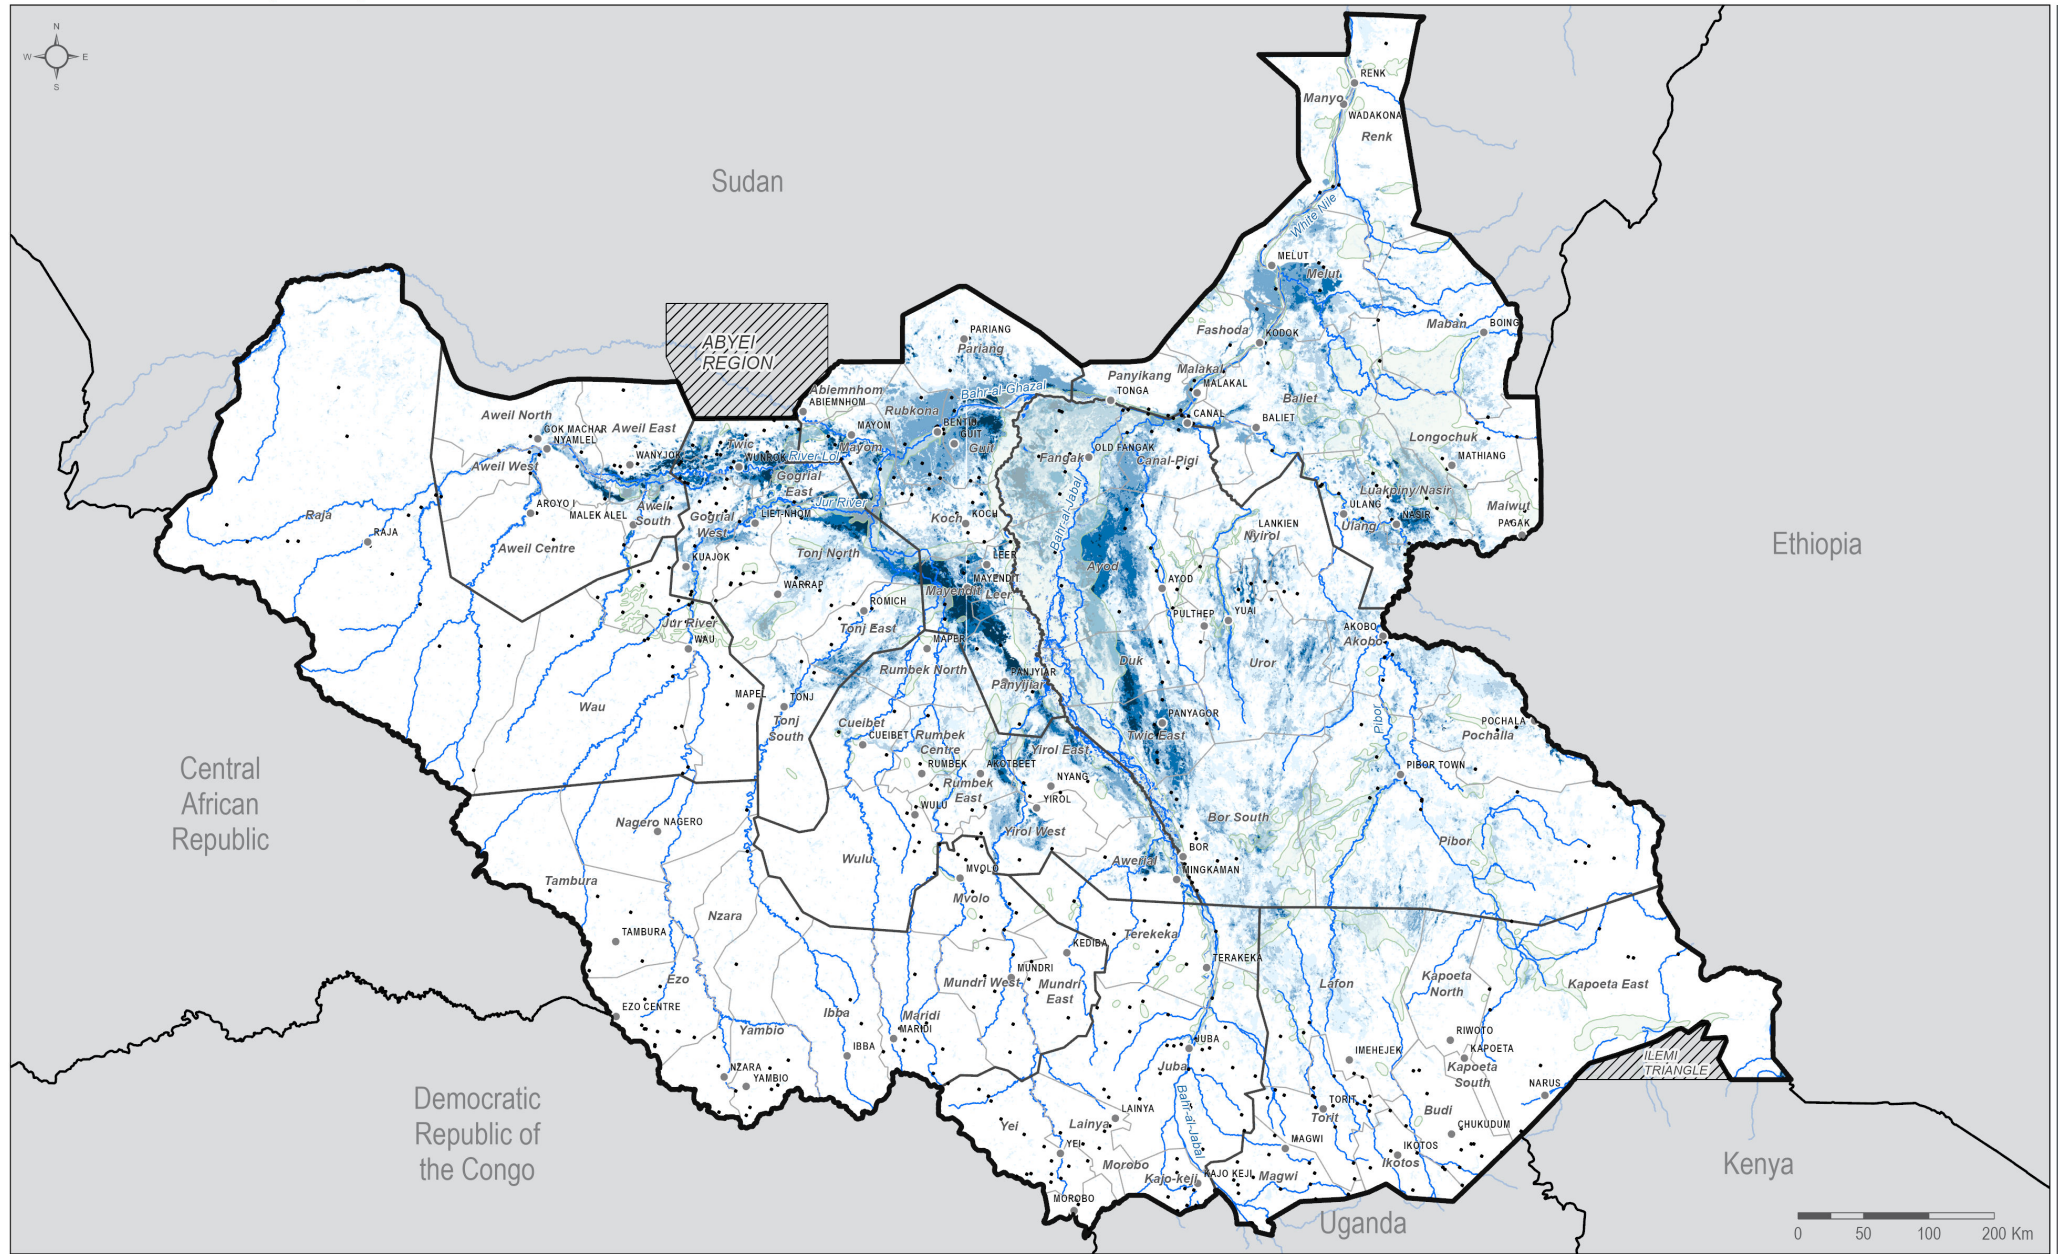 N
W E
S
RENK
Manyo
WADAKONA
Renk
Sudan
White Nile
MELUT
Melut
PARIANG
Pariang
Fashoda
KODOK
Maban
BOING
ABYEI
REGION
Abiemnhom
ABIEMNHOM
Bahr-al-Ghazal
Panyikang
Malakal
MALAKAL
TONGA
Rubkona
Baliet
CANAL
BALIET
Aweil North
GOK MACHAR
Aweil East
NYAMLEL
Twic
MAYOM
Mayom
BENTIU
GUIT
Guit
Longochuk
MATHIANG
Aweil West
WANYJOK
WUNROK
River Lol
Fangak
OLD FANGAK
Canal-Pigi
Gogrial
East
Luakpiny/Nasir
Maiwut
AROYO
MALEK ALEL
Aweil
South
Gogrial
West
LIET-NHOM
Jur River
Koch
KOCH
Bahr-al-Jabal
ULANG
Ulang
NASIR
PAGAK
Raja
RAJA
Aweil Centre
LANKIEN
Nyirol
Ethiopia
KUAJOK
Tonj North
LEER
WARRAP
MAYENDIT
Mayendit
Leer
Ayod
AYOD
ROMICH
PULTHEP
YUAI
Jur River
WAU
Tonj East
MAPER
AKOBO
Akobo
Rumbek North
PANJYIAR
Panyijiar
Duk
Uror
Wau
MAPEL
TONJ
Tonj
South
Cueibet
CUEIBET
Rumbek
Centre
PANYAGOR
Twic East
Pibor
POCHALA
Pochalla
Yirol East
RUMBEK
AKOTBEET
Rumbek
East
NYANG
PIBOR TOWN
Central
African
Republic
WULU
YIROL
Yirol West
Nagero
NAGERO
Bor South
Pibor
Wulu
BOR
Awerial
MINGKAMAN
Tambura
MVOLO
Mvolo
Nzara
TAMBURA
KEDIBA
Terekeka
TERAKEKA
Ezo
MUNDRI
Mundri West
Mundri
East
Lafon
Kapoeta
North
Kapoeta East
EZO CENTRE
Ibba
Maridi
MARIDI
Yambio
RIWOTO
IBBA
JUBA
Juba
IMEHEJEK
KAPOETA
Kapoeta
South
ILEMI
TRIANGLE
NZARA
YAMBIO
NARUS
Democratic
Republic of
the Congo
Bahr-al-Jabal
LAINYA
Lainya
TORIT
Torit
Budi
CHUKUDUM
Yei
YEI
MAGWI
IKOTOS
Ikotos
Morobo
Kajo-keji
KAJO KEJI
Magwi
Kenya
MOROBO
Uganda
0 50 100 200 Km